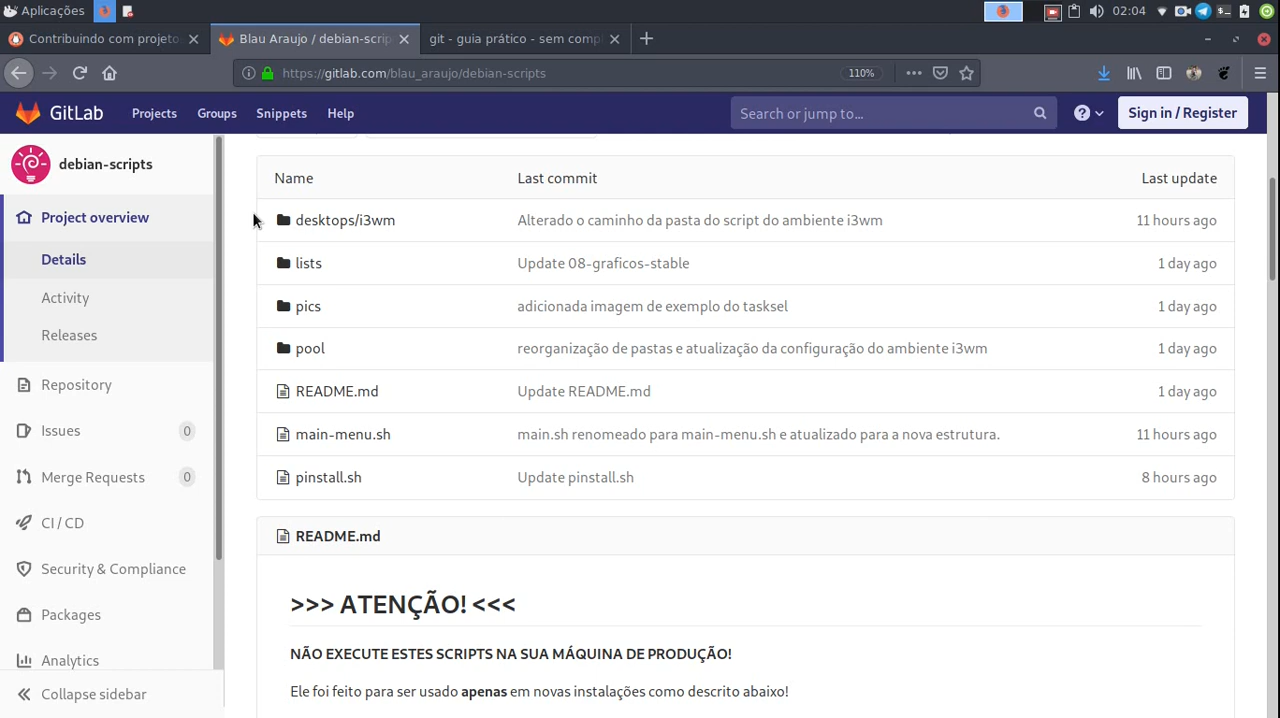 Aplicações 02:04
Contribuindo com projeto Blau Araujo / debian-scrip git - guia prático - sem compl
https://gitlab.com/blau_araujo/debian-scripts 110%
GitLab Projects Groups Snippets Help Search or jump to... Sign in / Register
debian-scripts
Project overview
Details
Activity
Releases
Repository
Issues 0
Merge Requests 0
CI / CD
Security & Compliance
Packages
Analytics
Collapse sidebar
Name Last commit Last update
desktops/i3wm Alterado o caminho da pasta do script do ambiente i3wm 11 hours ago
lists Update 08-graficos-stable 1 day ago
pics adicionada imagem de exemplo do tasksel 1 day ago
pool reorganização de pastas e atualização da configuração do ambiente i3wm 1 day ago
README.md Update README.md 1 day ago
main-menu.sh main.sh renomeado para main-menu.sh e atualizado para a nova estrutura. 11 hours ago
pinstall.sh Update pinstall.sh 8 hours ago
README.md
>>> ATENÇÃO! <<<
NÃO EXECUTE ESTES SCRIPTS NA SUA MÁQUINA DE PRODUÇÃO!
Ele foi feito para ser usado apenas em novas instalações como descrito abaixo!